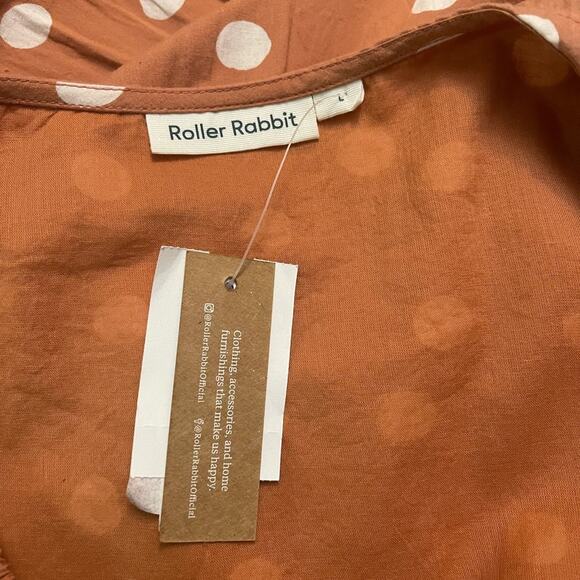 Roller Rabbit
L
Clothing, accessories, and home
furnishings that make us happy.
@RollerRabbitOfficial
@RollerRabbitOfficial